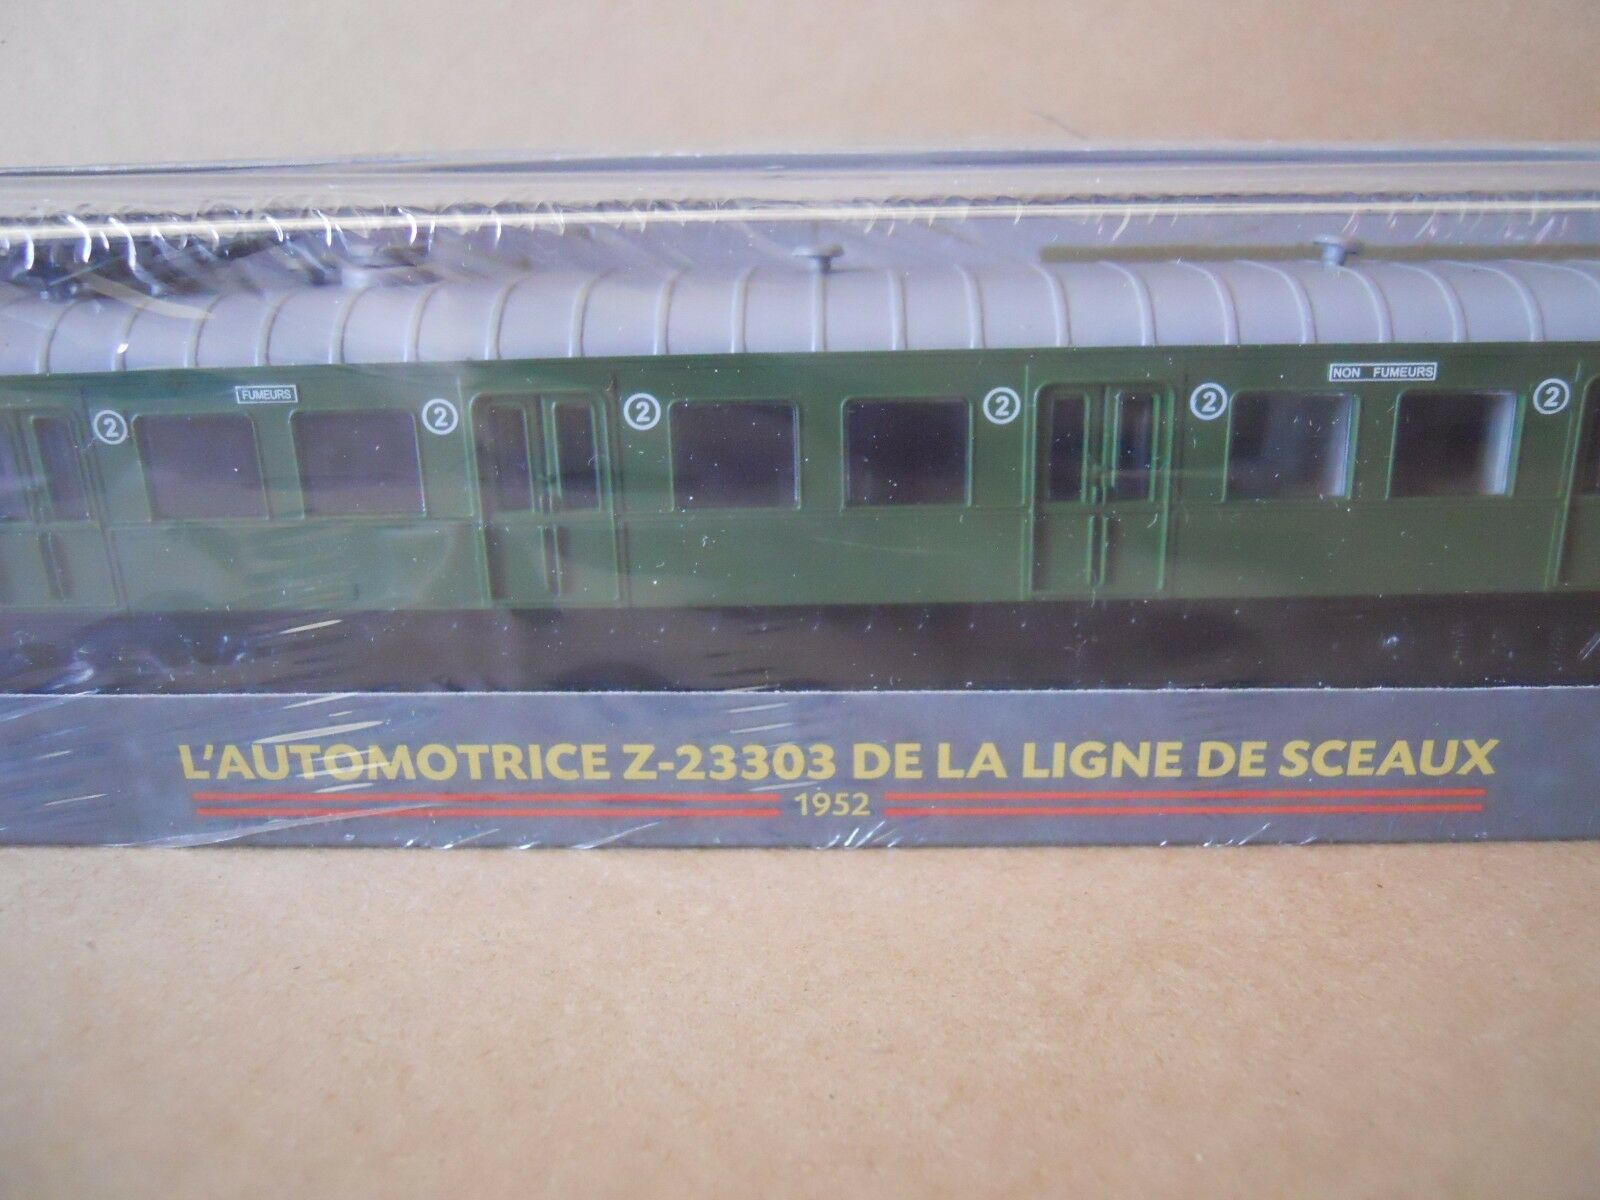 FUMEURS
NON FUMEURS
2 2 2 2 2 2
L'AUTOMOTRICE Z-23303 DE LA LIGNE DE SCEAUX
1952